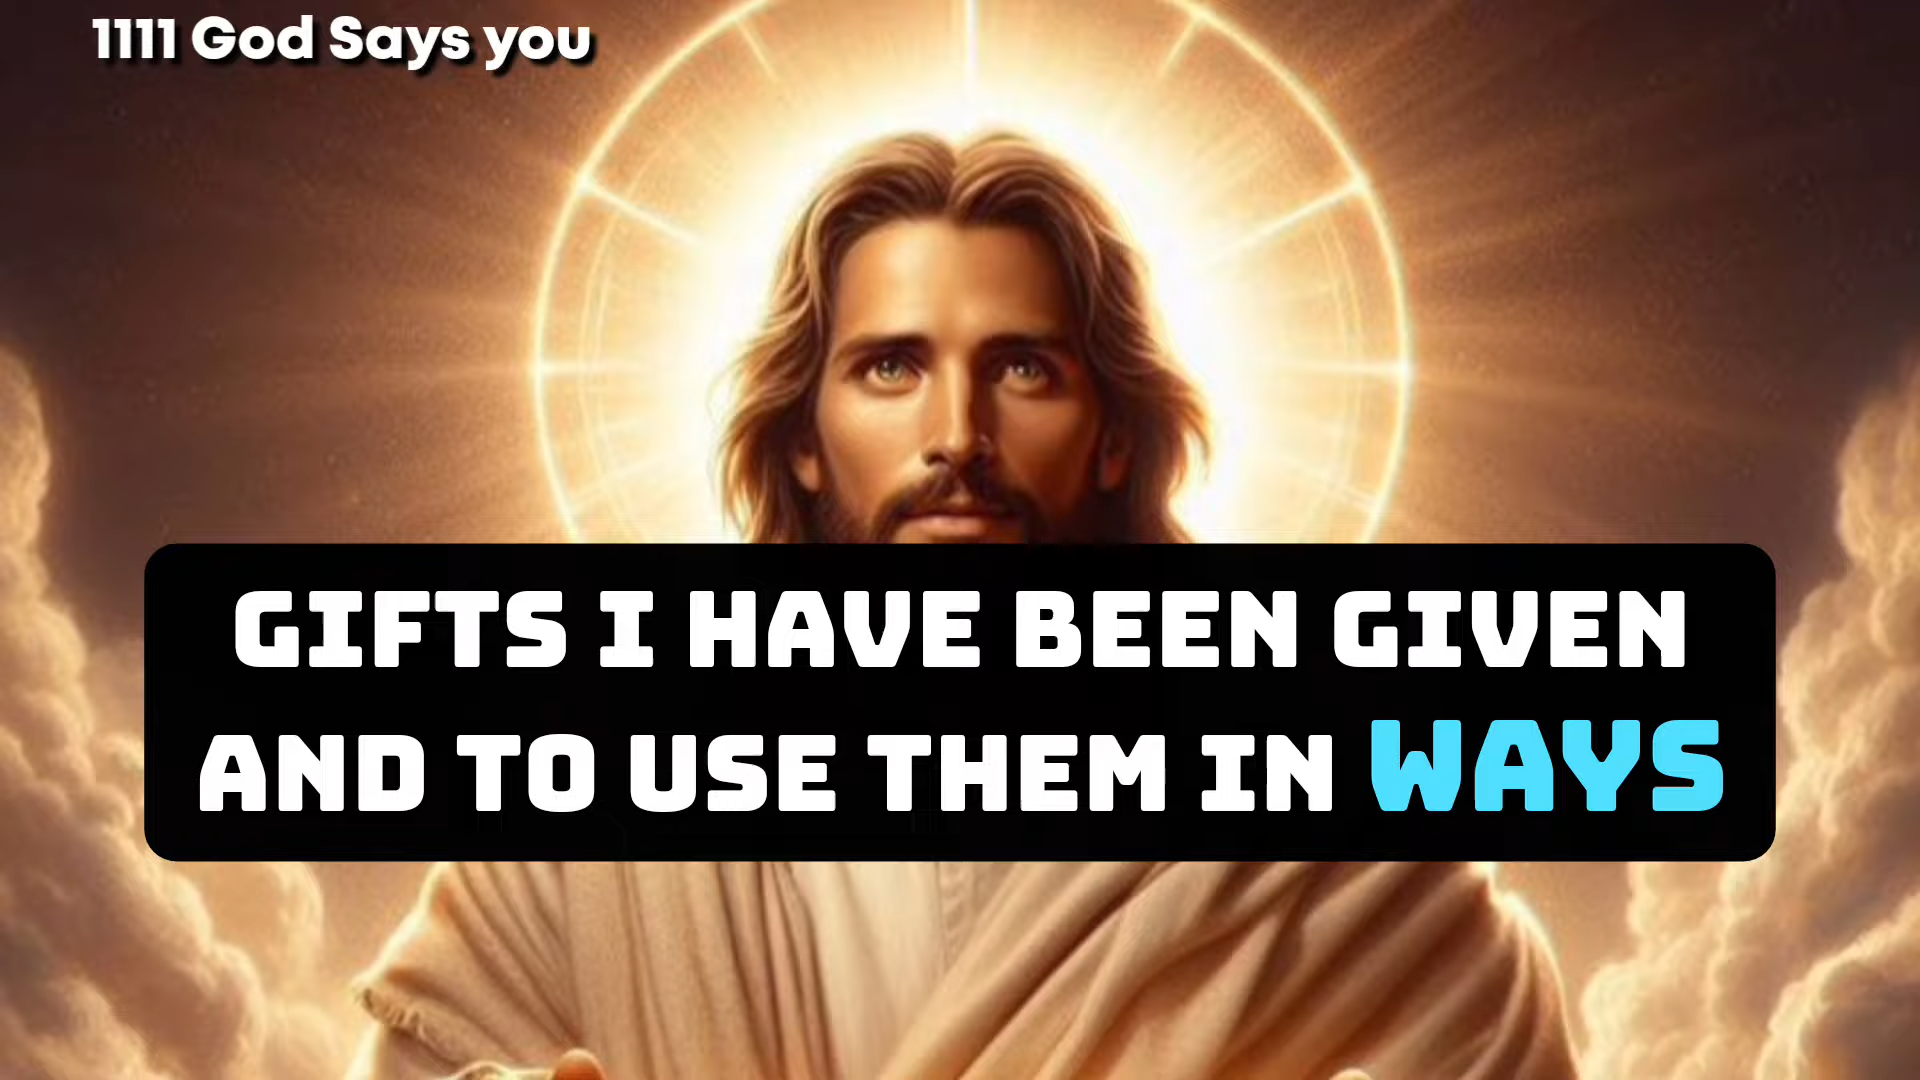 1111 God Says you
GIFTS I HAVE BEEN GIVEN
AND TO USE THEM IN WAYS